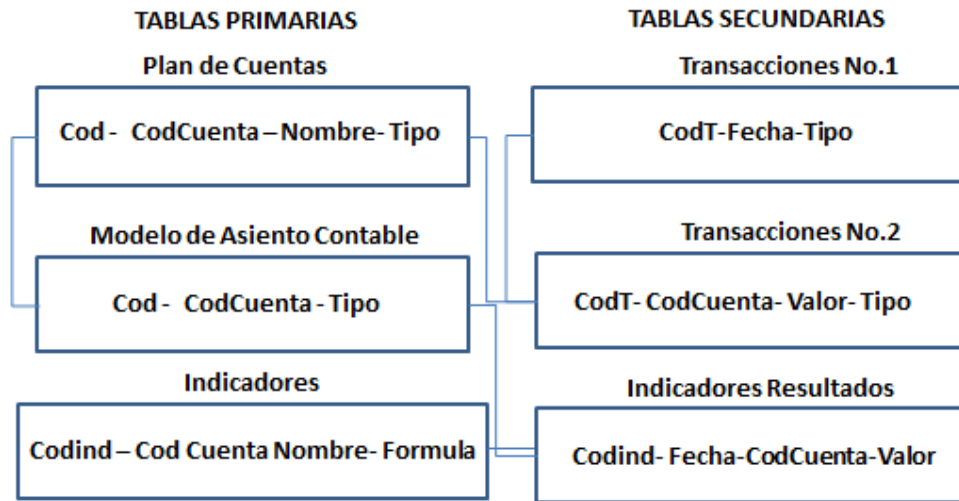 TABLAS PRIMARIAS
Plan de Cuentas
Cod - CodCuenta – Nombre- Tipo
Modelo de Asiento Contable
Cod - CodCuenta - Tipo
Indicadores
Codind – Cod Cuenta Nombre- Formula
TABLAS SECUNDARIAS
Transacciones No.1
CodT-Fecha-Tipo
Transacciones No.2
CodT- CodCuenta- Valor- Tipo
Indicadores Resultados
Codind- Fecha-CodCuenta-Valor